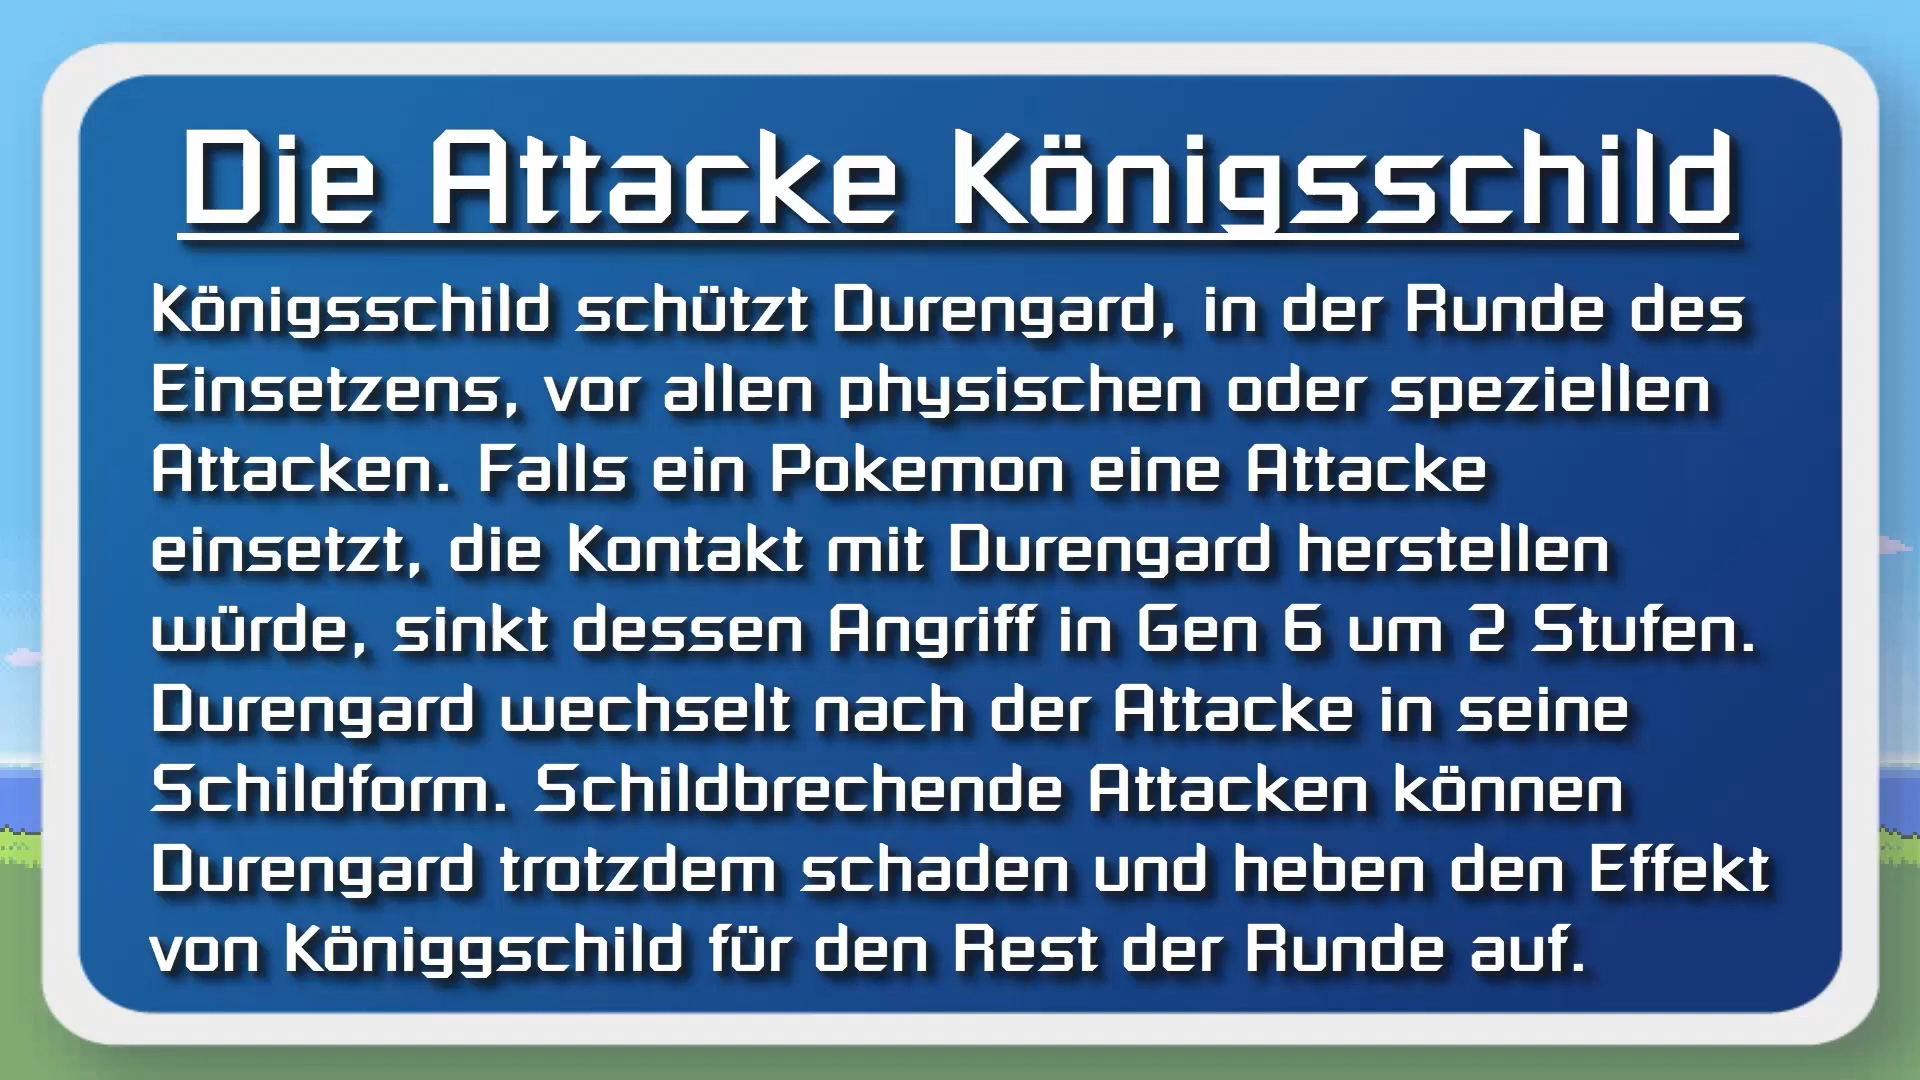 Die Attacke Königsschild
Königsschild schützt Durengard, in der Runde des
Einsetzens, vor allen physischen oder speziellen
Attacken. Falls ein Pokemon eine Attacke
einsetzt, die Kontakt mit Durengard herstellen
würde, sinkt dessen Angriff in Gen 6 um 2 Stufen.
Durengard wechselt nach der Attacke in seine
Schildform. Schildbrechende Attacken können
Durengard trotzdem schaden und heben den Effekt
von Königgschild für den Rest der Runde auf.